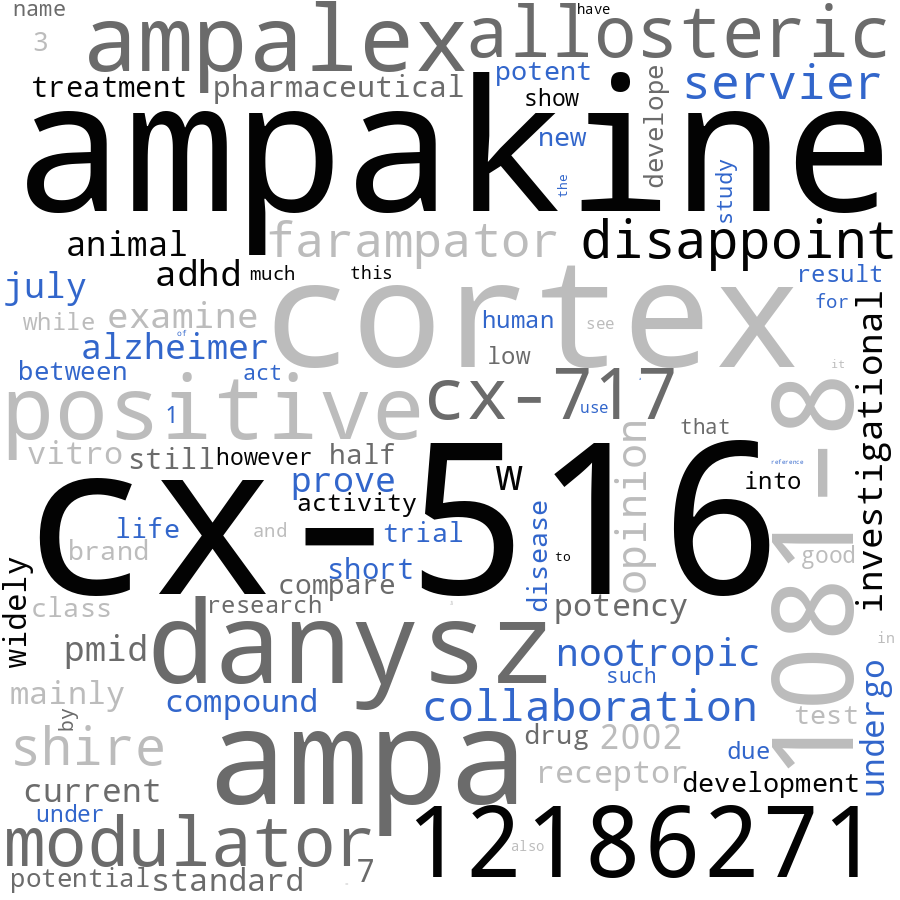 name
have
ampalex
allosteric
3
treatment
pharmaceutical
potent
servier
show
develope
ampakine
new
the
study
animal
farampator
disappoint
adhd
much
this
result
july
cortex
for
while
examine
human
see
investigational
of
alzheimer
low
between
act
it
positive
cx-717
1
use
that
1081-8
vitro
still
however
half
opinion
cx-516
w
prove
into
activity
life
and
trial
disease
brand
good
to
short
compare
widely
class
research
potency
danysz
in
pmid
nootropic
such
undergo
mainly
compound
collaboration
by
test
shire
ampa
drug
2002
due
receptor
current
development
under
12186271
modulator
also
7
potential
standard
reference